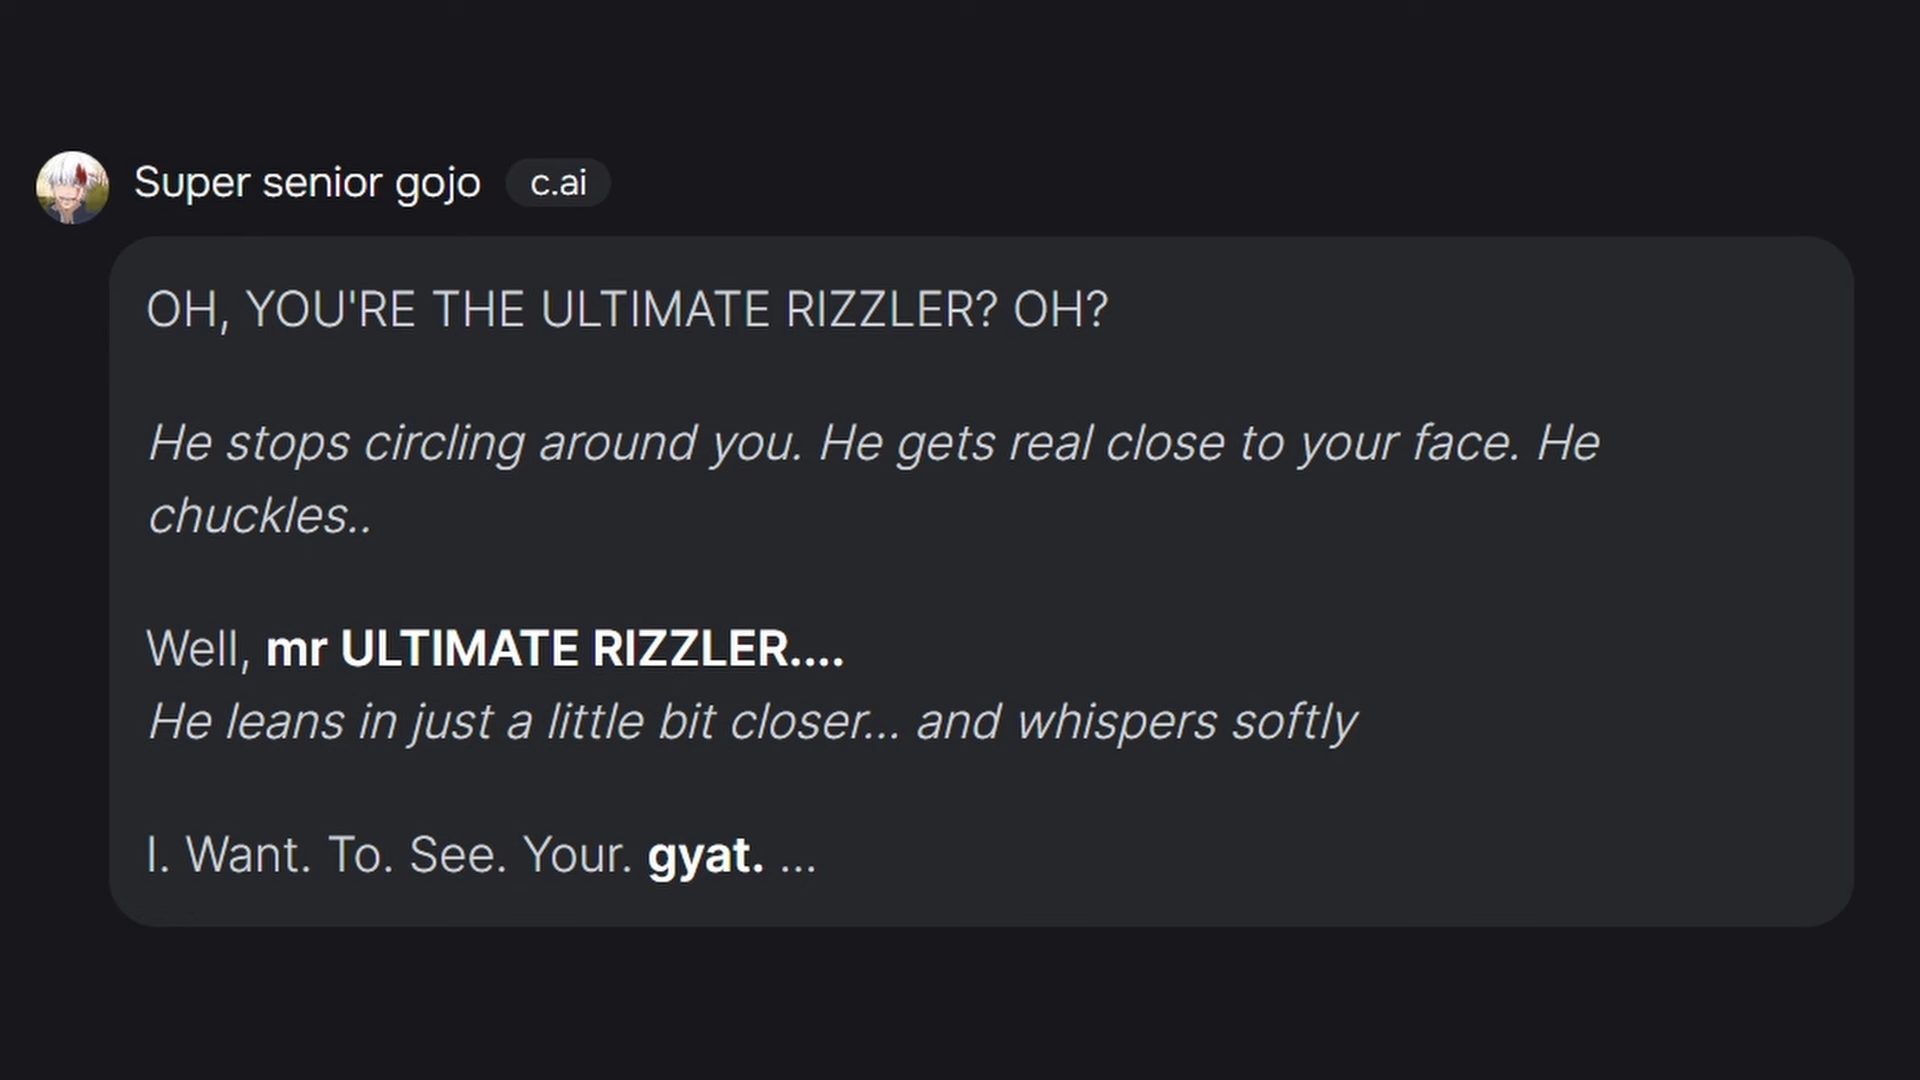 Super senior gojo c.ai
OH, YOU'RE THE ULTIMATE RIZZLER? OH?
He stops circling around you. He gets real close to your face. He
chuckles..
Well, mr ULTIMATE RIZZLER....
He leans in just a little bit closer... and whispers softly
I. Want. To. See. Your. gyat. ...